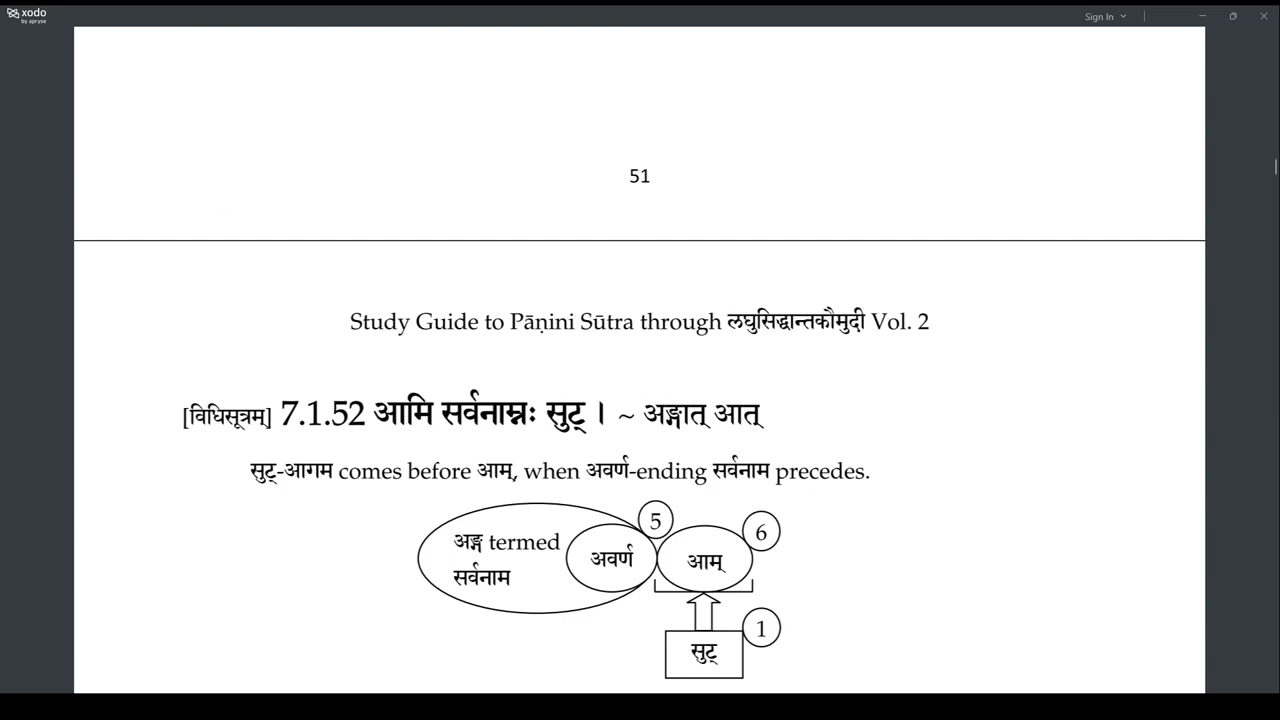 xodo
by apryse
Sign In
51
Study Guide to Pāṇini Sūtra through लघुसिद्धान्तकौमुदी Vol. 2
[विधिसूत्रम्] 7.1.52 आमि सर्वनाम्नः सुट् । ~ अङ्गात् आत्
सुट्-आगम comes before आम्, when अवर्ण-ending सर्वनाम precedes.
5
6
अङ्ग termed
सर्वनाम
अवर्ण
आम्
1
सुट्